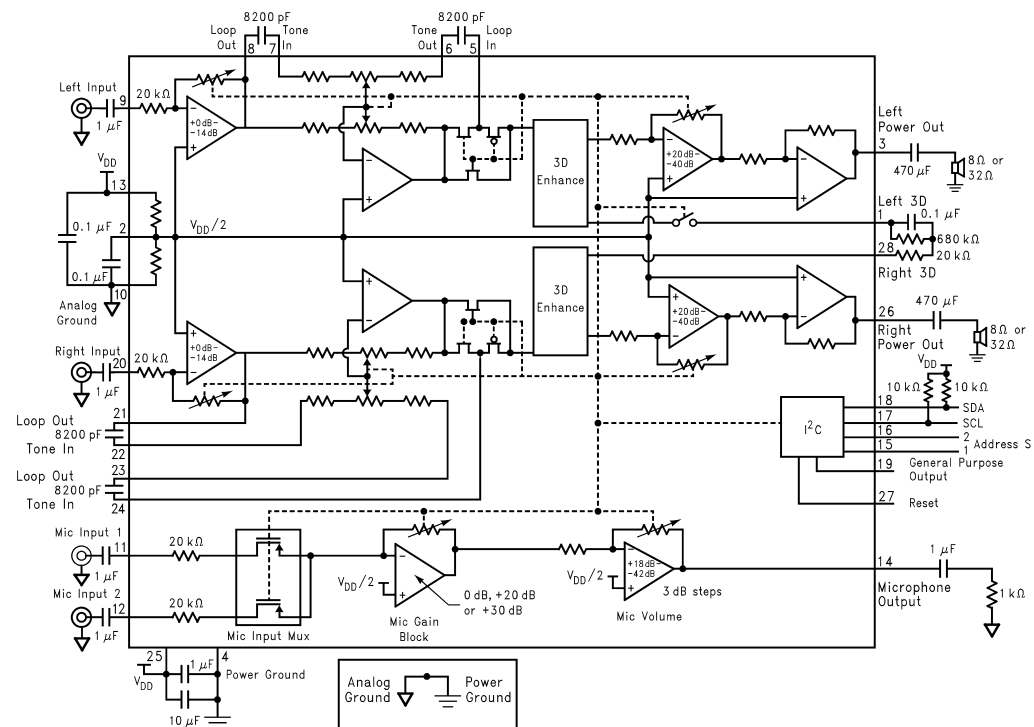 8200 pF
8200 pF
Loop Out
Tone In
Tone Out
Loop In
8
7
6
5
Left Input
9
1 μF
20 kΩ
+0dB-
-14dB
VDD
13
0.1 μF
2
0.1 μF
10
Analog
Ground
VDD/2
3D
Enhance
3D
Enhance
+20dB-
-40dB
Left
Power Out
3
470 μF
8Ω or
32Ω
Left 3D
1
0.1 μF
680 kΩ
28
20 kΩ
Right 3D
470 μF
26
Right
Power Out
8Ω or
32Ω
+20dB-
-40dB
Right Input
20
1 μF
20 kΩ
+0dB-
-14dB
VDD
10 kΩ
10 kΩ
I2C
18
SDA
17
SCL
16
2
15
1
Address S
19
General Purpose
Output
27
Reset
21
Loop Out
8200 pF
Tone In
22
23
Loop Out
8200 pF
Tone In
24
Mic Input 1
11
1 μF
20 kΩ
Mic Input 2
12
1 μF
20 kΩ
Mic Input Mux
VDD/2
0 dB, +20 dB
or +30 dB
Mic Gain
Block
VDD/2
+18dB-
-42dB
3 dB steps
Mic Volume
14
Microphone
Output
1 μF
1 kΩ
25
4
VDD
1 μF
Power Ground
10 μF
Analog
Ground
Power
Ground